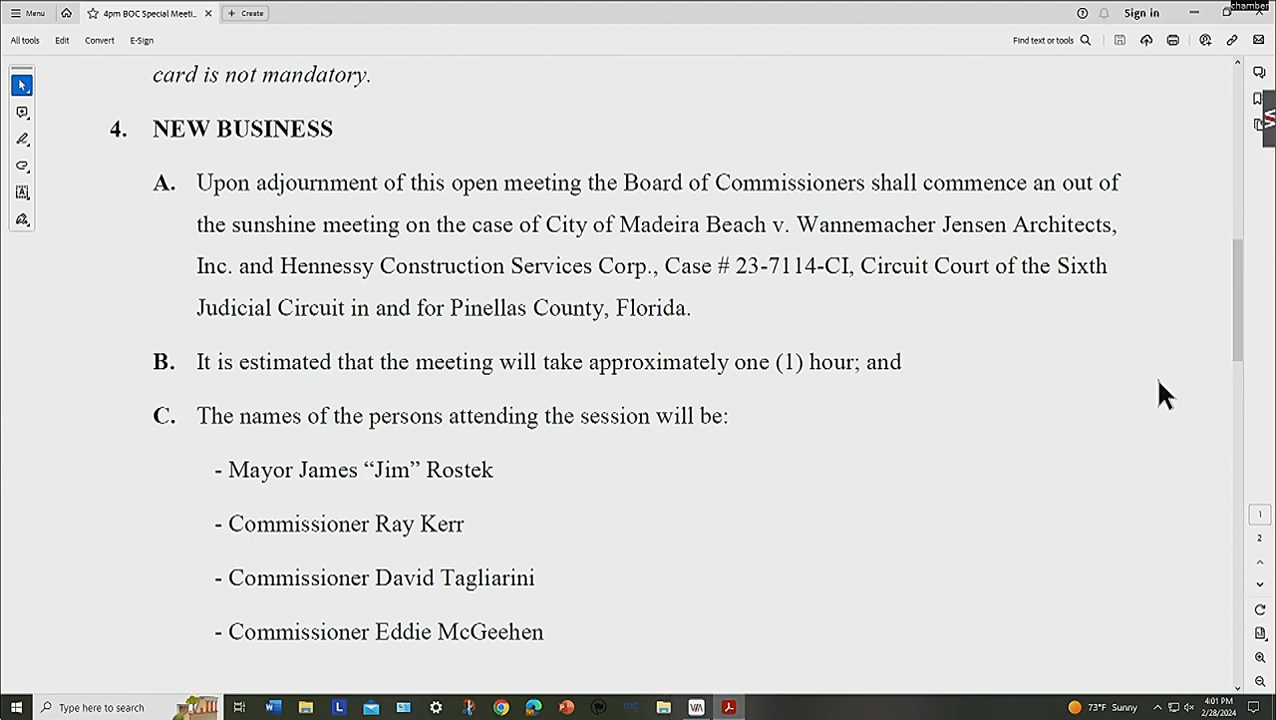 chamber
Menu
4pm BOC Special Meeti...
Create
Sign in
All tools Edit Convert E-Sign
Find text or tools
card is not mandatory.
4. NEW BUSINESS
A. Upon adjournment of this open meeting the Board of Commissioners shall commence an out of
the sunshine meeting on the case of City of Madeira Beach v. Wannemacher Jensen Architects,
Inc. and Hennessy Construction Services Corp., Case # 23-7114-CI, Circuit Court of the Sixth
Judicial Circuit in and for Pinellas County, Florida.
B. It is estimated that the meeting will take approximately one (1) hour; and
C. The names of the persons attending the session will be:
- Mayor James “Jim” Rostek
- Commissioner Ray Kerr
- Commissioner David Tagliarini
- Commissioner Eddie McGeehen
1
2
Type here to search
73°F Sunny
4:01 PM
2/28/2024